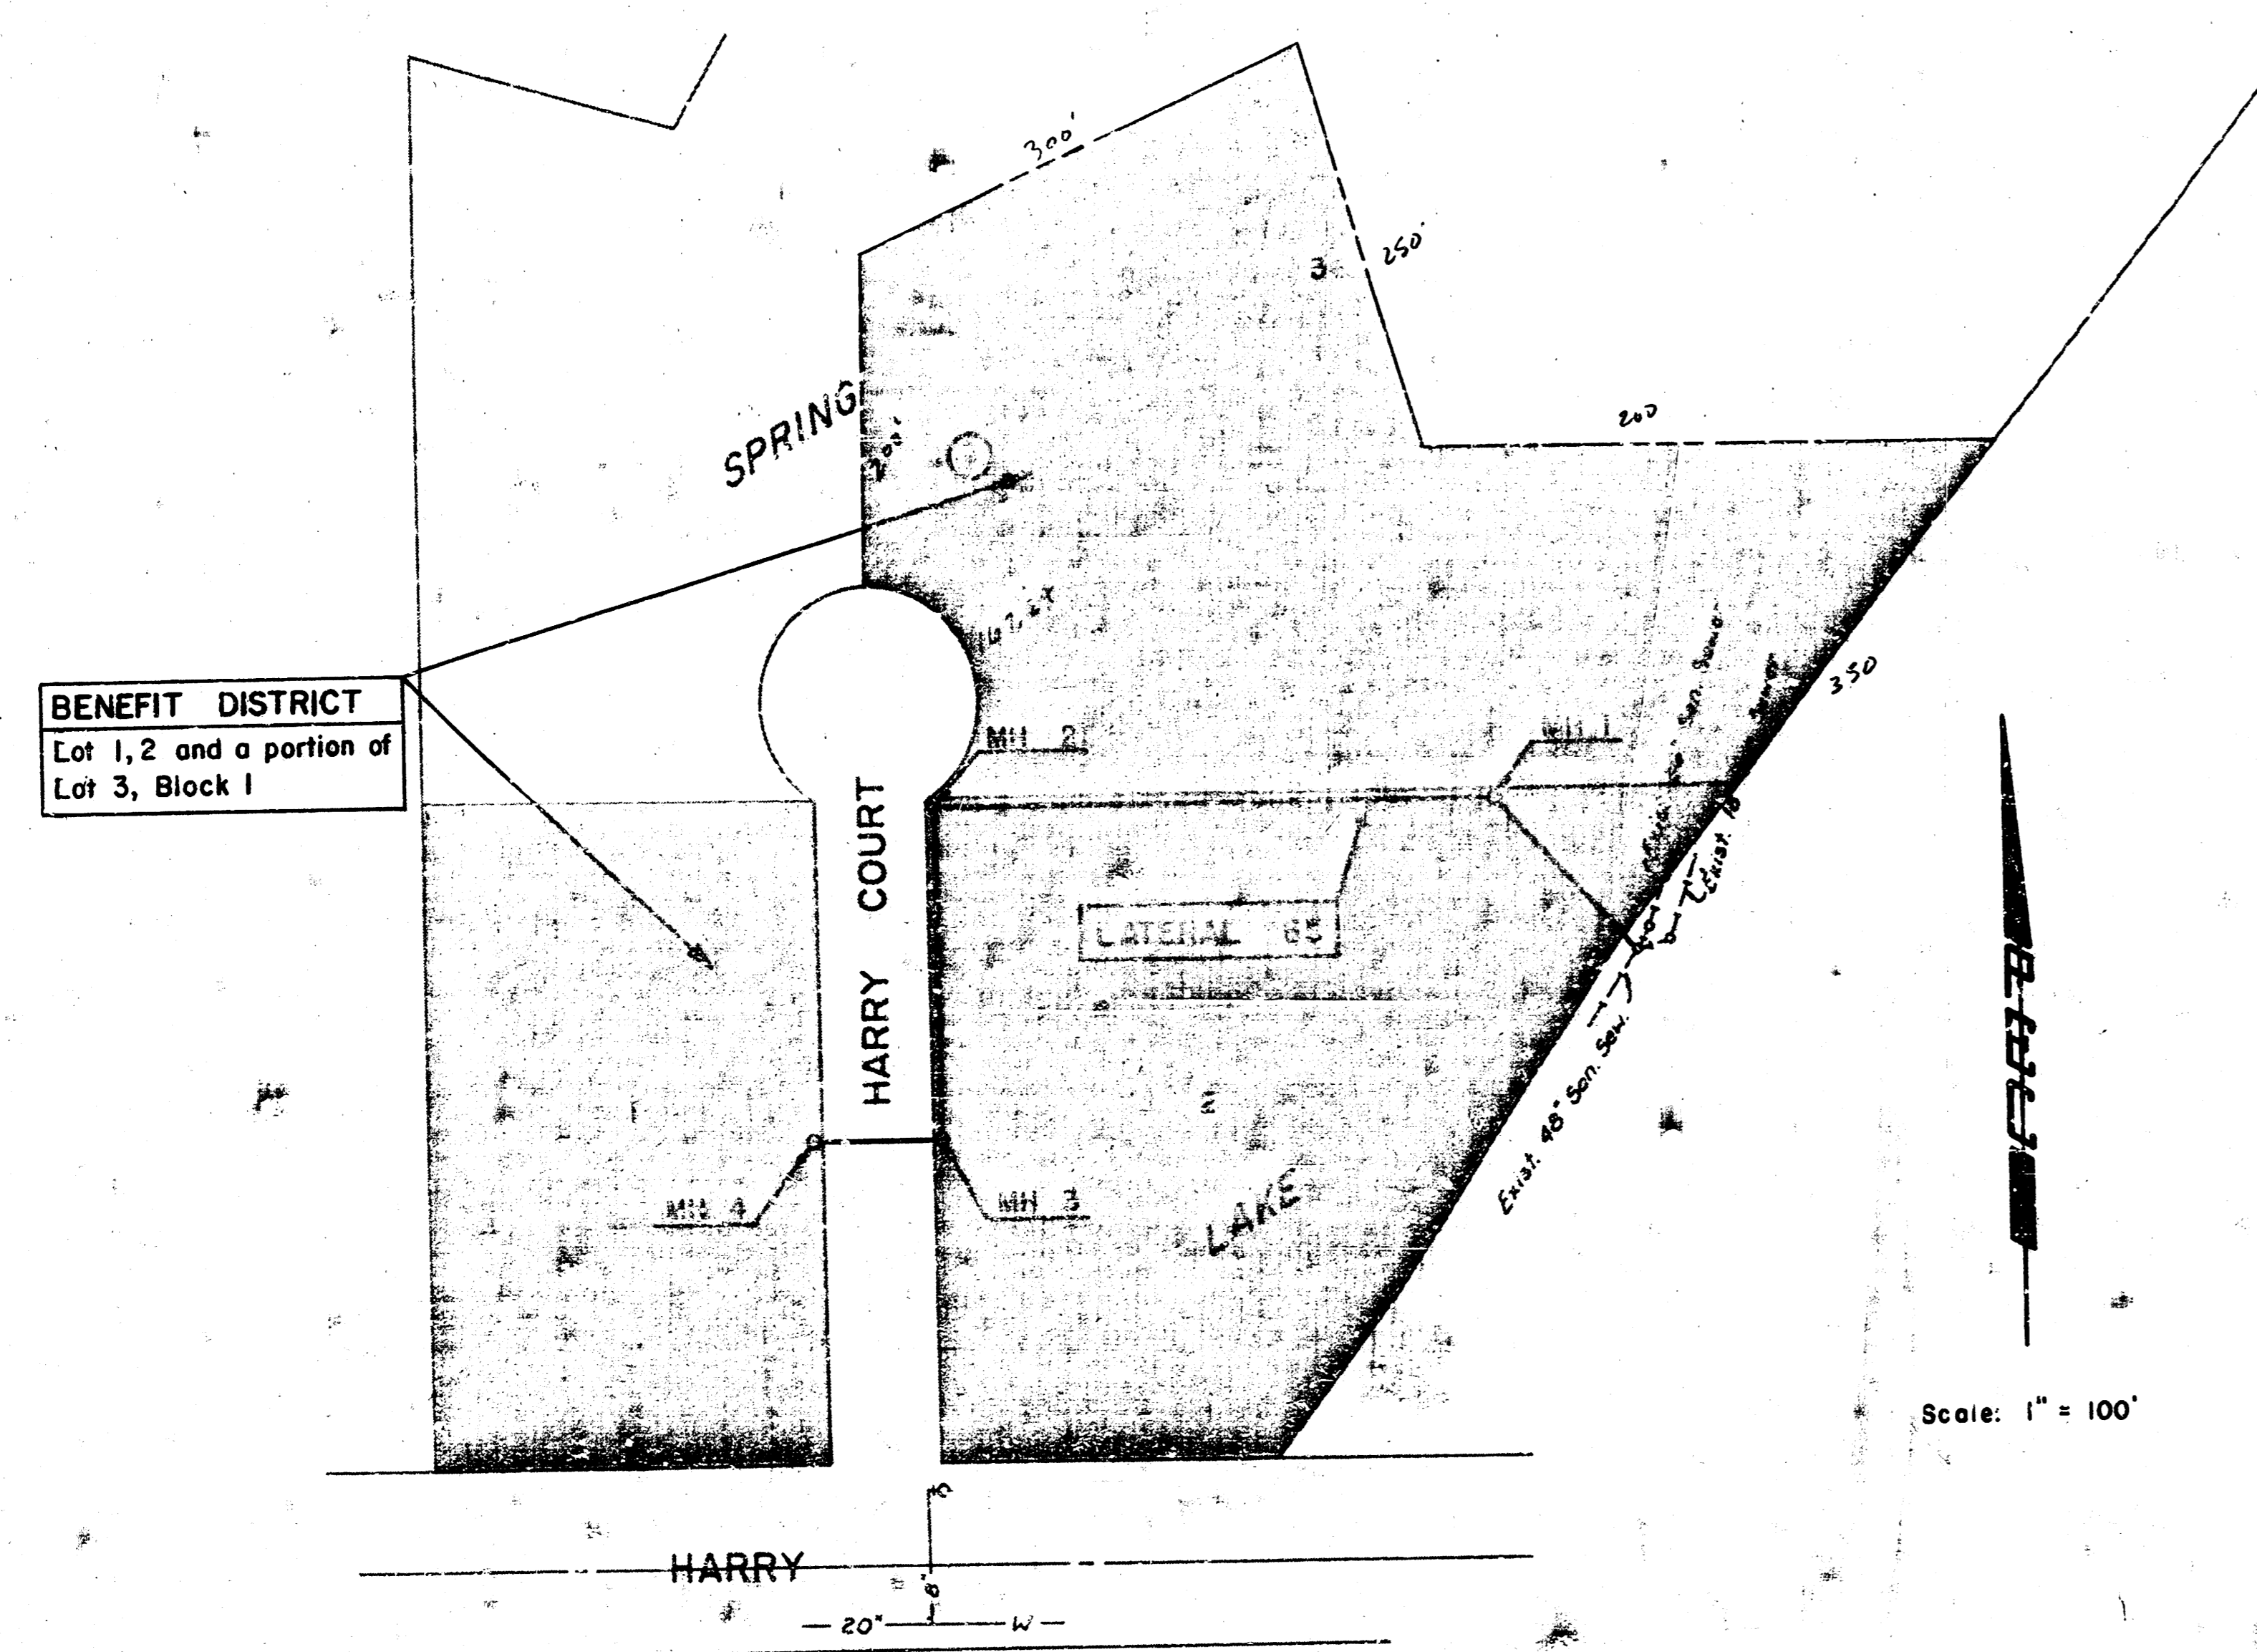 300'
250'
3
SPRING
200
350
BENEFIT DISTRICT
Lot 1, 2 and a portion of
Lot 3, Block 1
MH 2
MH 1
HARRY COURT
LATERAL 65
Exist.
Exist. 48" San. Sew.
MH 4
MH 3
LAKE
Scale: 1" = 100'
HARRY
8"
20" W